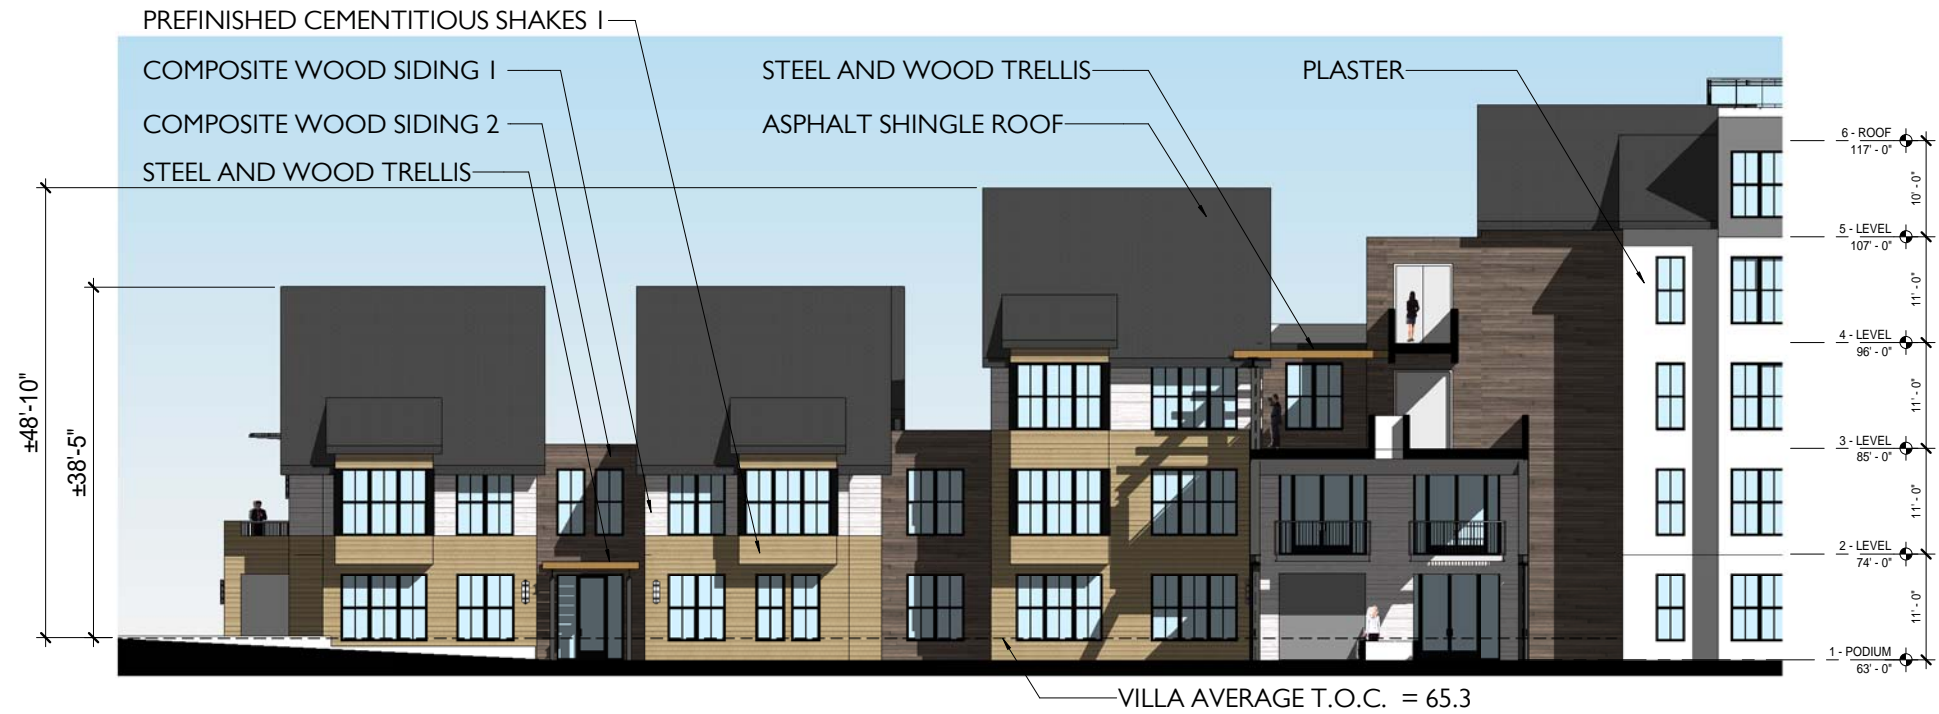 PREFINISHED CEMENTITIOUS SHAKES 1
COMPOSITE WOOD SIDING 1
STEEL AND WOOD TRELLIS
PLASTER
COMPOSITE WOOD SIDING 2
ASPHALT SHINGLE ROOF
STEEL AND WOOD TRELLIS
6 - ROOF
117' - 0"
10' - 0"
5 - LEVEL
107' - 0"
11' - 0"
4 - LEVEL
96' - 0"
11' - 0"
3 - LEVEL
85' - 0"
11' - 0"
2 - LEVEL
74' - 0"
11' - 0"
1 - PODIUM
63' - 0"
±48'-10"
±38'-5"
VILLA AVERAGE T.O.C. = 65.3